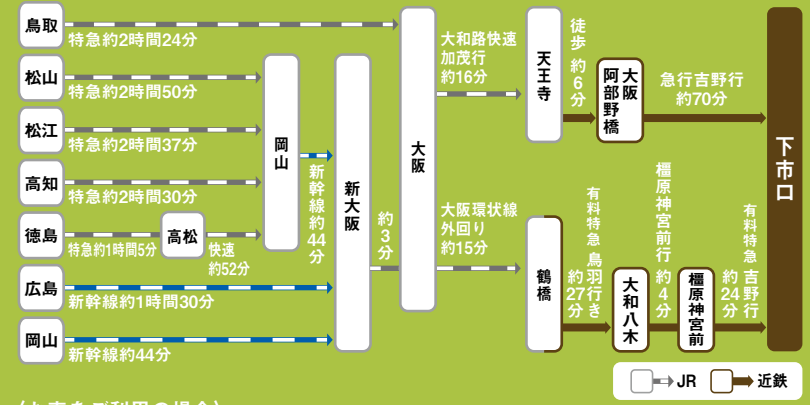 鳥取
特急約2時間24分
松山
特急約2時間50分
松江
特急約2時間37分
高知
特急約2時間30分
徳島
特急約1時間5分
高松
快速
約52分
広島
新幹線約1時間30分
岡山
新幹線約44分
岡山
新幹線約44分
新大阪
約3分
大阪
大和路快速
加茂行
約16分
天王寺
徒歩 約6分
大阪
阿部野橋
急行吉野行
約70分
大阪環状線
外回り
約15分
鶴橋
有料特急 鳥羽行き
約27分
大和八木
橿原神宮前行
約4分
橿原神宮前
有料特急 吉野行
約24分
下市口
JR
近鉄